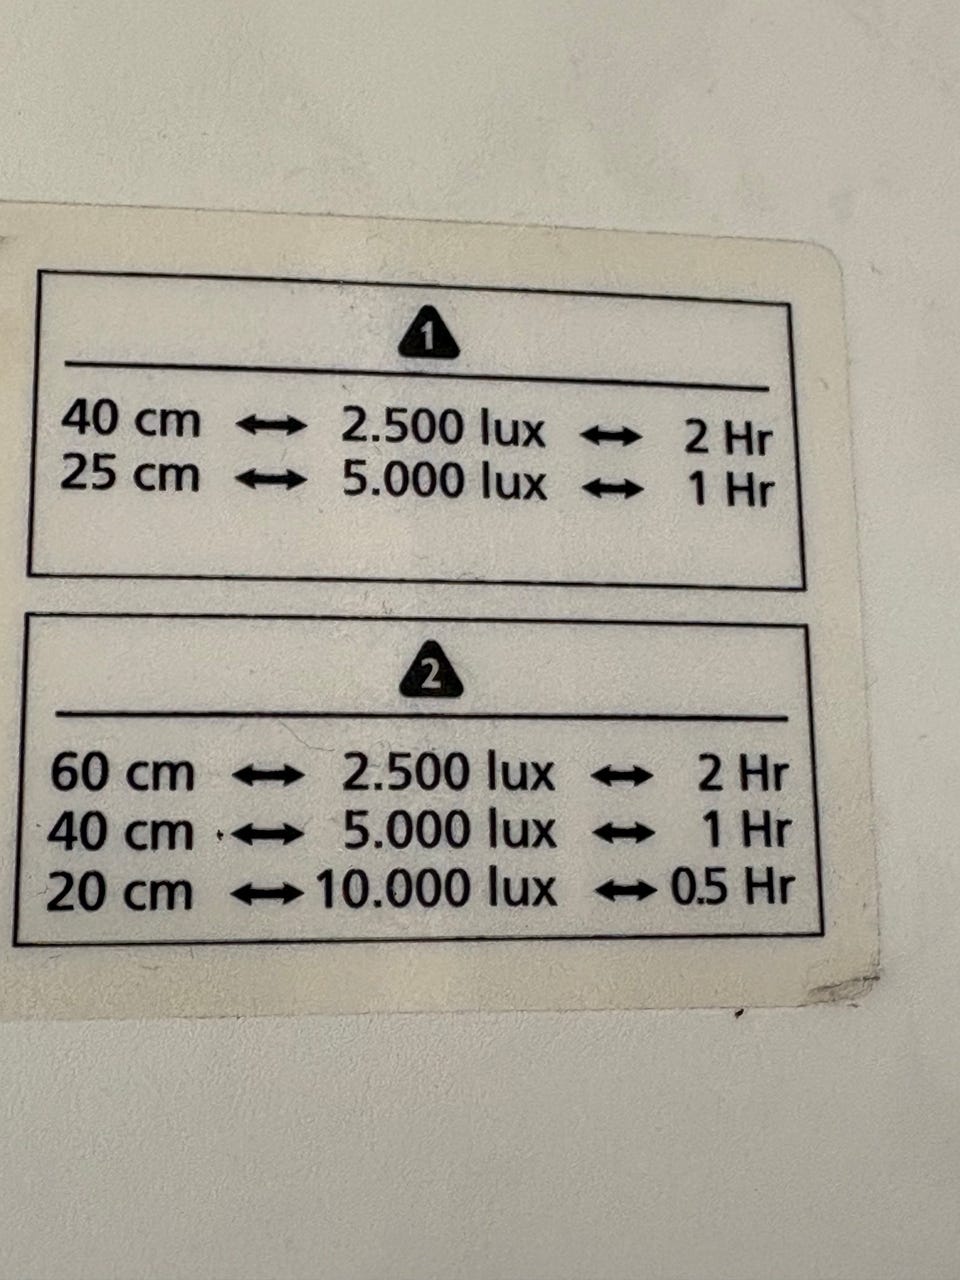 1
40 cm ↔ 2.500 lux ↔ 2 Hr
25 cm ↔ 5.000 lux ↔ 1 Hr
2
60 cm ↔ 2.500 lux ↔ 2 Hr
40 cm ↔ 5.000 lux ↔ 1 Hr
20 cm ↔ 10.000 lux ↔ 0.5 Hr